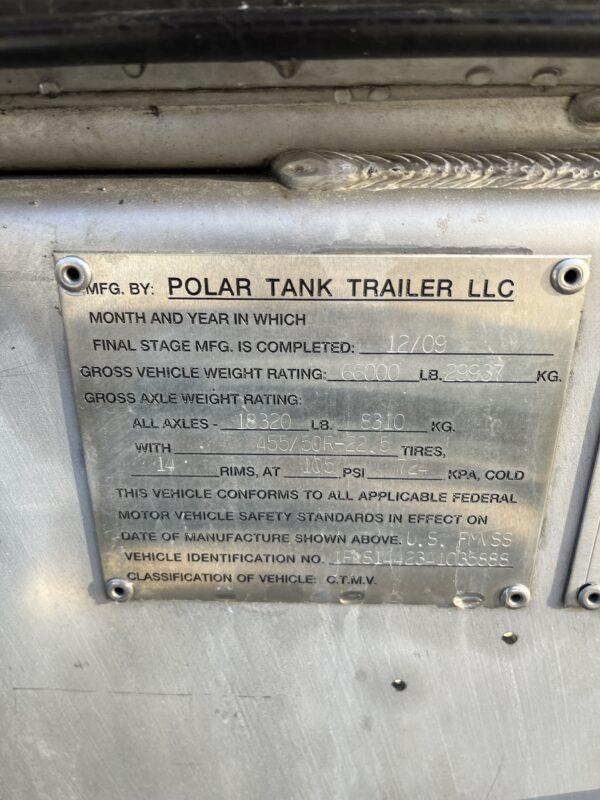 MFG. BY: POLAR TANK TRAILER LLC
MONTH AND YEAR IN WHICH
FINAL STAGE MFG. IS COMPLETED: 12/09
GROSS VEHICLE WEIGHT RATING: 66000 LB. 29937 KG.
GROSS AXLE WEIGHT RATING:
ALL AXLES - 18320 LB. 8310 KG.
WITH 455/50R-22.5 TIRES,
14 RIMS, AT 105 PSI 724 KPA, COLD
THIS VEHICLE CONFORMS TO ALL APPLICABLE FEDERAL
MOTOR VEHICLE SAFETY STANDARDS IN EFFECT ON
DATE OF MANUFACTURE SHOWN ABOVE. U.S. FMVSS
VEHICLE IDENTIFICATION NO.
CLASSIFICATION OF VEHICLE: C.T.M.V.